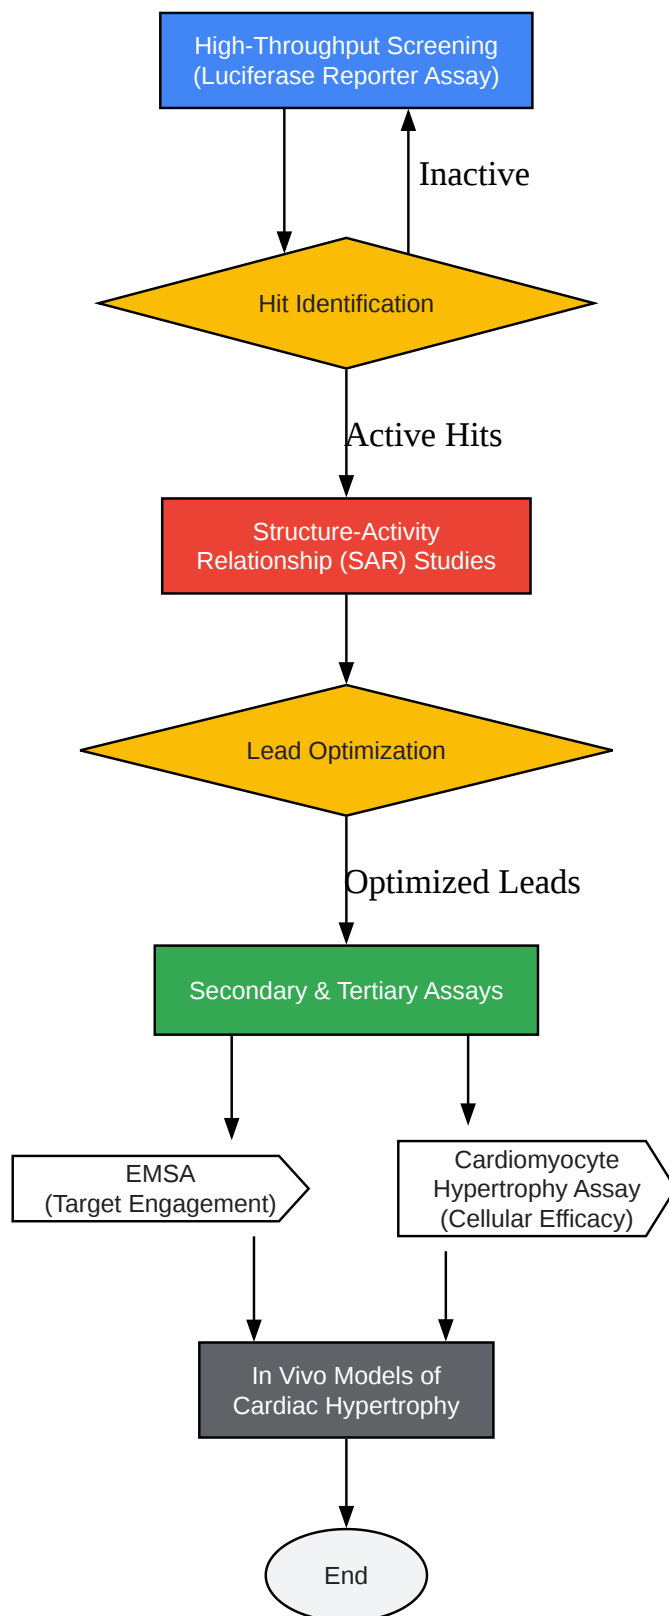 High-Throughput Screening
(Luciferase Reporter Assay)
Inactive
Hit Identification
Active Hits
Structure-Activity
Relationship (SAR) Studies
Lead Optimization
Optimized Leads
Secondary & Tertiary Assays
EMSA
(Target Engagement)
Cardiomyocyte
Hypertrophy Assay
(Cellular Efficacy)
In Vivo Models of
Cardiac Hypertrophy
End